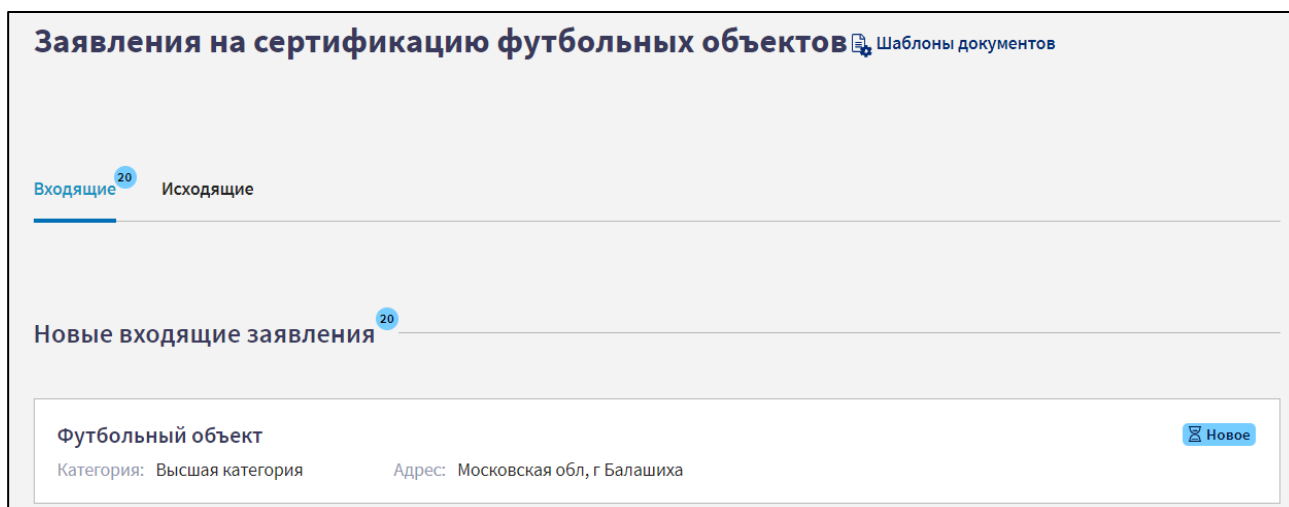 Заявления на сертификацию футбольных объектов Шаблоны документов
Входящие 20 Исходящие
Новые входящие заявления 20
Футбольный объект Новое
Категория: Высшая категория Адрес: Московская обл, г Балашиха